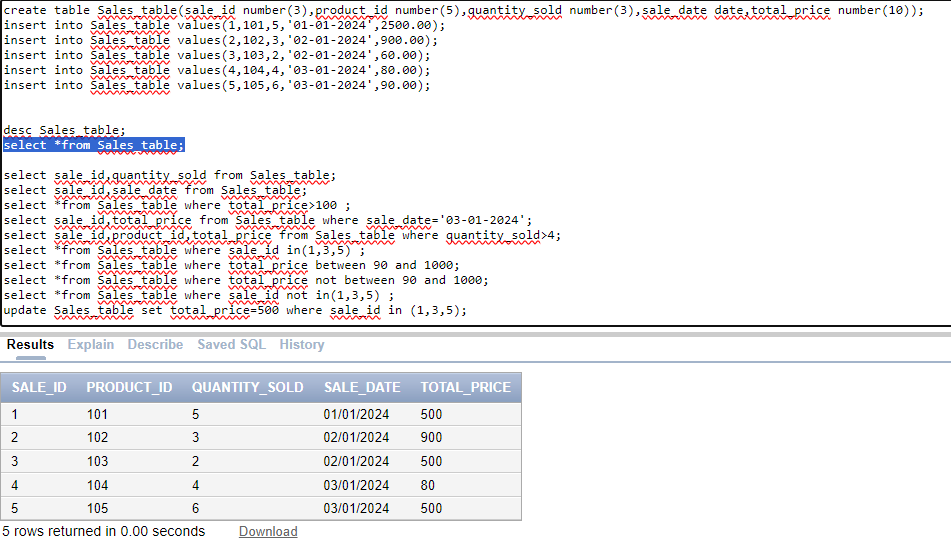 create table Sales_table(sale_id number(3),product_id number(5),quantity_sold number(3),sale_date date,total_price number(10));
insert into Sales_table values(1,101,5,'01-01-2024',2500.00);
insert into Sales_table values(2,102,3,'02-01-2024',900.00);
insert into Sales_table values(3,103,2,'02-01-2024',60.00);
insert into Sales_table values(4,104,4,'03-01-2024',80.00);
insert into Sales_table values(5,105,6,'03-01-2024',90.00);
desc Sales_table;
select *from Sales_table;
select sale_id,quantity_sold from Sales_table;
select sale_id,sale_date from Sales_table;
select *from Sales_table where total_price>100 ;
select sale_id,total_price from Sales_table where sale_date='03-01-2024';
select sale_id,product_id,total_price from Sales_table where quantity_sold>4;
select *from Sales_table where sale_id in(1,3,5) ;
select *from Sales_table where total_price between 90 and 1000;
select *from Sales_table where total_price not between 90 and 1000;
select *from Sales_table where sale_id not in(1,3,5) ;
update Sales_table set total_price=500 where sale_id in (1,3,5);
Results Explain Describe Saved SQL History
SALE_ID PRODUCT_ID QUANTITY_SOLD SALE_DATE TOTAL_PRICE
1 101 5 01/01/2024 500
2 102 3 02/01/2024 900
3 103 2 02/01/2024 500
4 104 4 03/01/2024 80
5 105 6 03/01/2024 500
5 rows returned in 0.00 seconds Download